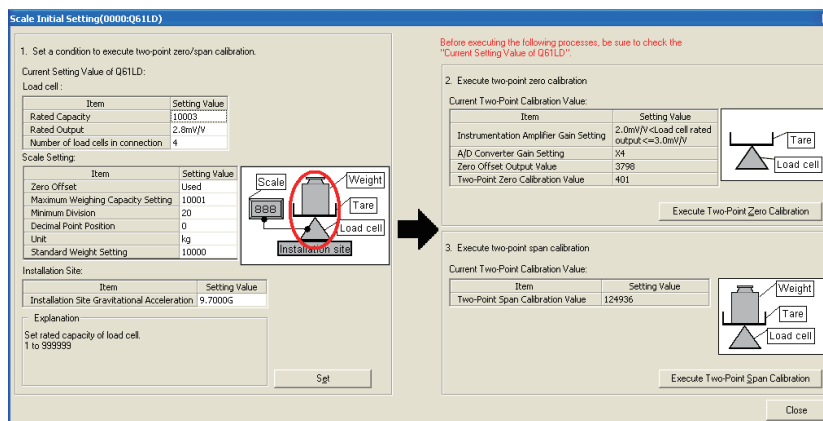 Scale Initial Setting(0000:Q61LD)
1. Set a condition to execute two-point zero/span calibration.
Current Setting Value of Q61LD:
Load cell :
Item Setting Value
Rated Capacity 10003
Rated Output 2.8mV/V
Number of load cells in connection 4
Scale Setting:
Item Setting Value
Zero Offset Used
Maximum Weighing Capacity Setting 10001
Minimum Division 20
Decimal Point Position 0
Unit kg
Standard Weight Setting 10000
Scale
888
Weight
Tare
Load cell
Installation site
Installation Site:
Item Setting Value
Installation Site Gravitational Acceleration 9.7000G
Explanation
Set rated capacity of load cell.
1 to 999999
Set
Before executing the following processes, be sure to check the
"Current Setting Value of Q61LD".
2. Execute two-point zero calibration
Current Two-Point Calibration Value:
Item Setting Value
Instrumentation Amplifier Gain Setting 2.0mV/V<Load cell rated
output<=3.0mV/V
A/D Converter Gain Setting X4
Zero Offset Output Value 3798
Two-Point Zero Calibration Value 401
Tare
Load cell
Execute Two-Point Zero Calibration
3. Execute two-point span calibration
Current Two-Point Calibration Value:
Item Setting Value
Two-Point Span Calibration Value 124936
Weight
Tare
Load cell
Execute Two-Point Span Calibration
Close